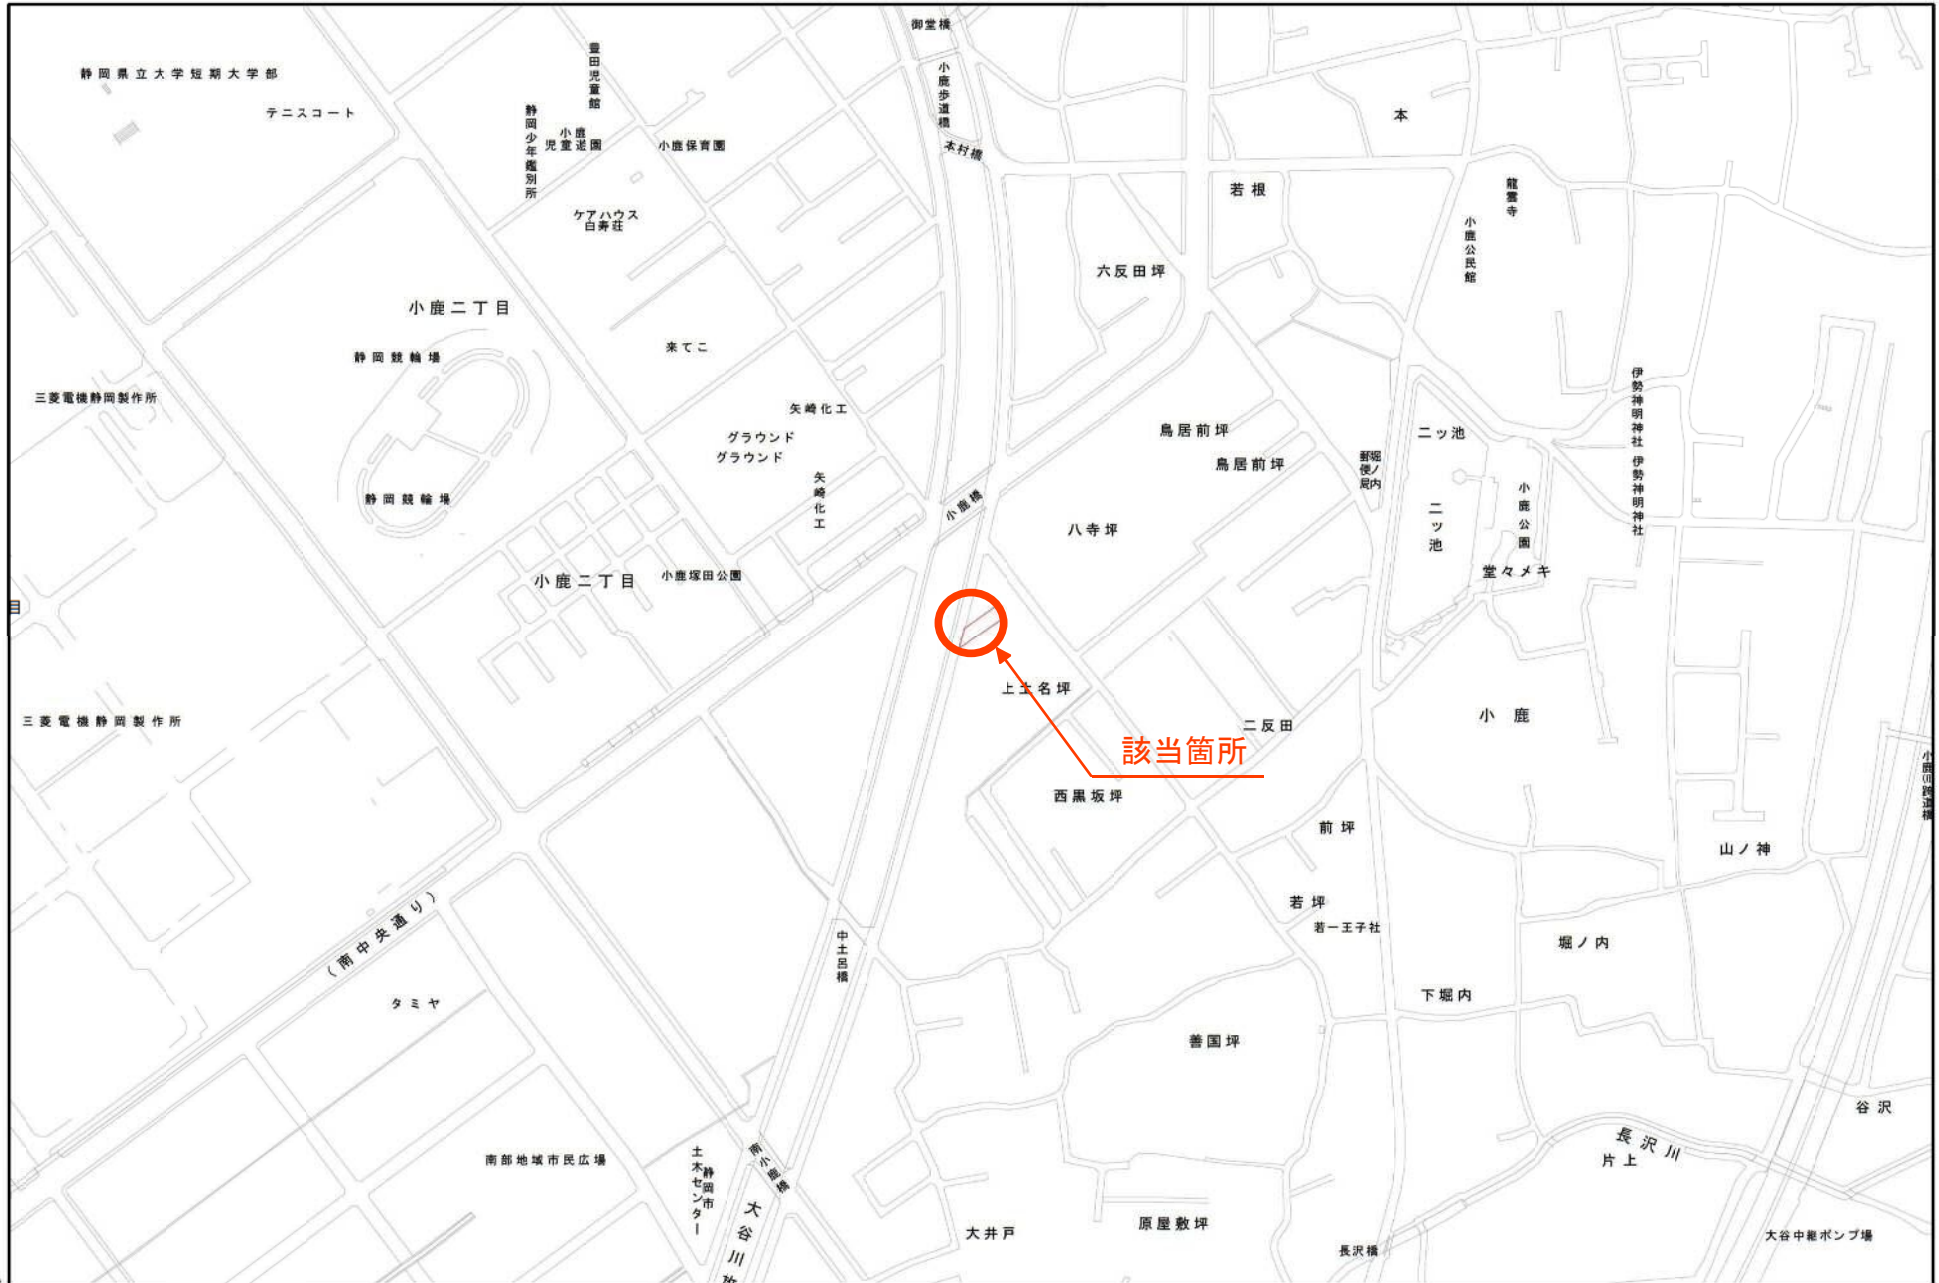 御堂橋
静岡県立大学短期大学部
テニスコート
豊田児童館
静岡少年鑑別所
小鹿
児童遊園
小鹿保育園
ケアハウス
白寿荘
小鹿歩道橋
本村橋
本
若根
龍雲寺
小鹿公民館
六反田坪
小鹿二丁目
静岡競輪場
来てこ
三菱電機静岡製作所
矢崎化工
グラウンド
グラウンド
矢崎化工
静岡競輪場
小鹿橋
鳥居前坪
鳥居前坪
八寺坪
堀ノ内
郵便局
二ッ池
二ッ池
小鹿公園
伊勢神明神社
伊勢神明神社
堂々メキ
小鹿二丁目
小鹿塚田公園
目
上土名坪
三菱電機静岡製作所
二反田
小鹿
該当箇所
西黒坂坪
前坪
山ノ神
若坪
若一王子社
堀ノ内
(南中央通り)
中土呂橋
タミヤ
下堀内
善国坪
谷沢
長沢川
片上
南部地域市民広場
静岡市
土木センター
南小鹿橋
大谷川放
大井戸
原屋敷坪
長沢橋
大谷中継ポンプ場